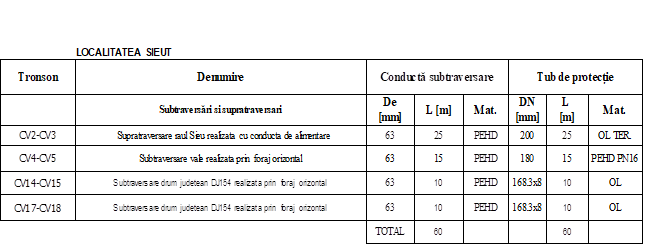 LOCALITATEA SIEUT
Tronson Denumire Conductă subtraversare Tub de protecție
Subtraversări si supratraversari De [mm] L [m] Mat. DN [mm] L [m] Mat.
CV2-CV3 Supratraversare raul Sieu realizata cu conducta de alimentare 63 25 PEHD 200 25 OL TER.
CV4-CV5 Subtraversare vale realizata prin foraj orizontal 63 15 PEHD 180 15 PEHD PN16
CV14-CV15 Subtraversare drum judetean DJ154 realizata prin foraj orizontal 63 10 PEHD 168.3x8 10 OL
CV17-CV18 Subtraversare drum judetean DJ154 realizata prin foraj orizontal 63 10 PEHD 168.3x8 10 OL
TOTAL 60 60